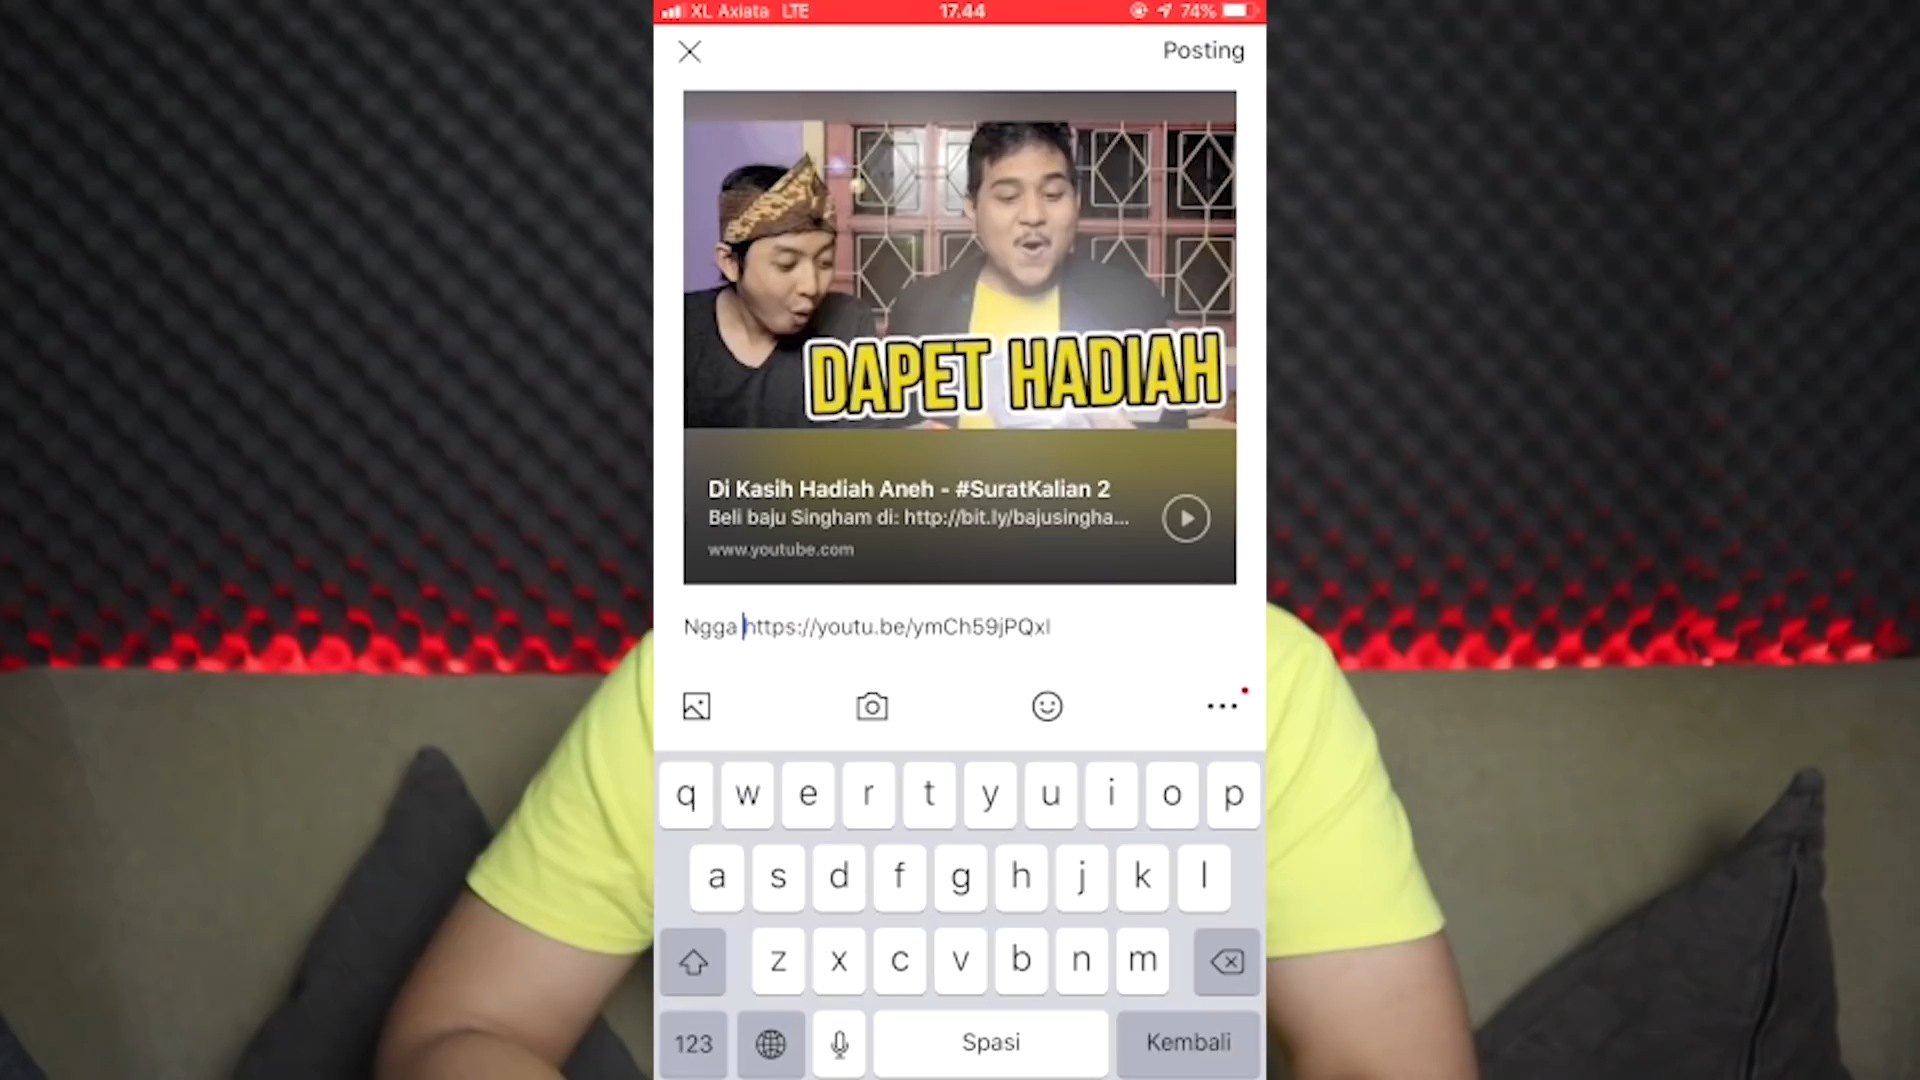 XL Axiata LTE 17.44 74%
Posting
DAPET HADIAH
Di Kasih Hadiah Aneh - #SuratKalian 2
Beli baju Singham di: http://bit.ly/bajusingha...
www.youtube.com
Ngga https://youtu.be/ymCh59jPQxI
q w e r t y u i o p
a s d f g h j k l
z x c v b n m
123 Spasi Kembali